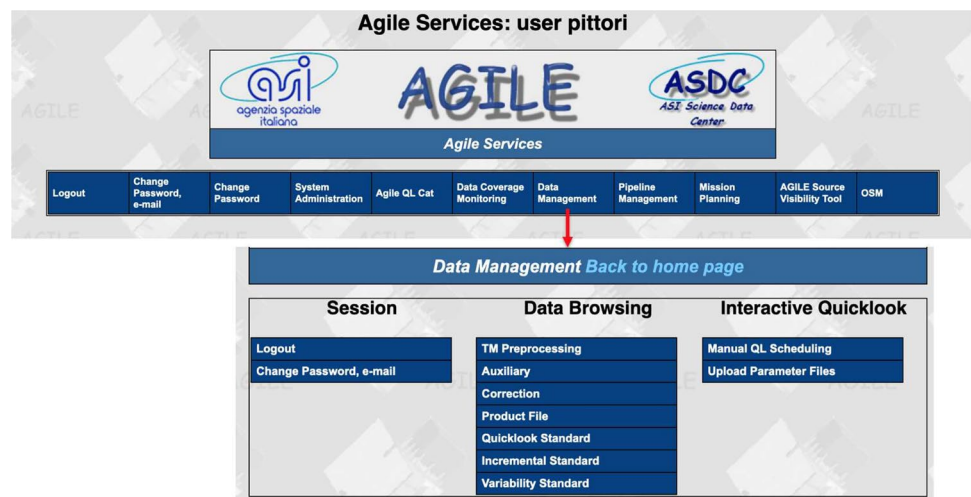 Agile Services: user pittori
asi
agenzia spaziale
italiana
AGILE
ASDC
ASI Science Data
Center
Agile Services
Logout
Change
Password,
e-mail
Change
Password
System
Administration
Agile QL Cat
Data Coverage
Monitoring
Data
Management
Pipeline
Management
Mission
Planning
AGILE Source
Visibility Tool
OSM
Data Management Back to home page
Session
Data Browsing
Interactive Quicklook
Logout
TM Preprocessing
Manual QL Scheduling
Change Password, e-mail
Auxiliary
Upload Parameter Files
Correction
Product File
Quicklook Standard
Incremental Standard
Variability Standard
AGILE
AGILE